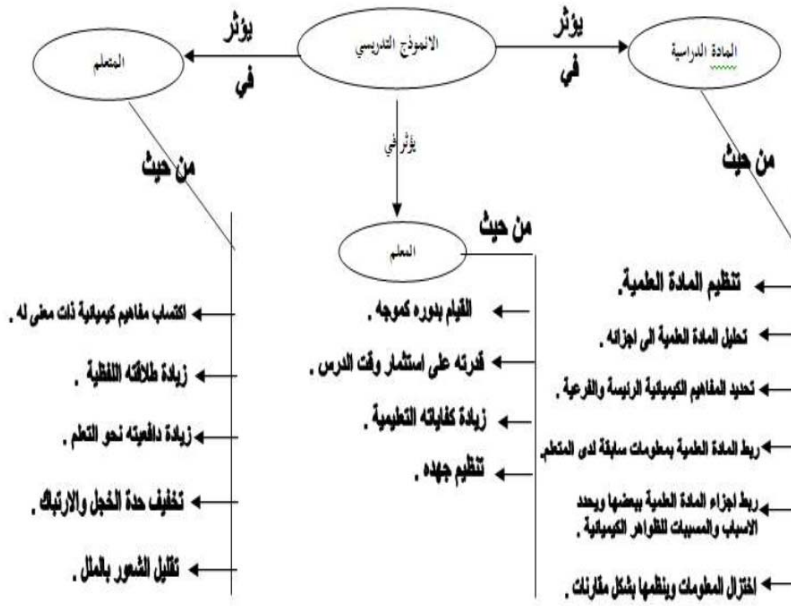 الانموذج التدريسي
يؤثر
في
المادة الدراسية
من حيث
تنظيم المادة العلمية.
تحليل المادة العلمية الى اجزائه .
تحديد المفاهيم الكيميائية الرئيسة والفرعية .
ربط المادة العلمية بمعلومات سابقة لدى المتعلم.
ربط اجزاء المادة العلمية ببعضها ويحدد
الاسباب والمسببات للظواهر الكيميائية .
اختزال المعلومات وينظمها بشكل مقارنات .
يؤثر في
المعلم
من حيث
القيام بدوره كموجه .
قدرته على استثمار وقت الدرس .
زيادة كفاياته التعليمية .
تنظيم جهده .
يؤثر
في
المتعلم
من حيث
اكتساب مفاهيم كيميائية ذات معنى له .
زيادة طلاقته اللفظية .
زيادة دافعيته نحو التعلم .
تخفيف حدة الخجل والارتباك .
تقليل الشعور بالملل .